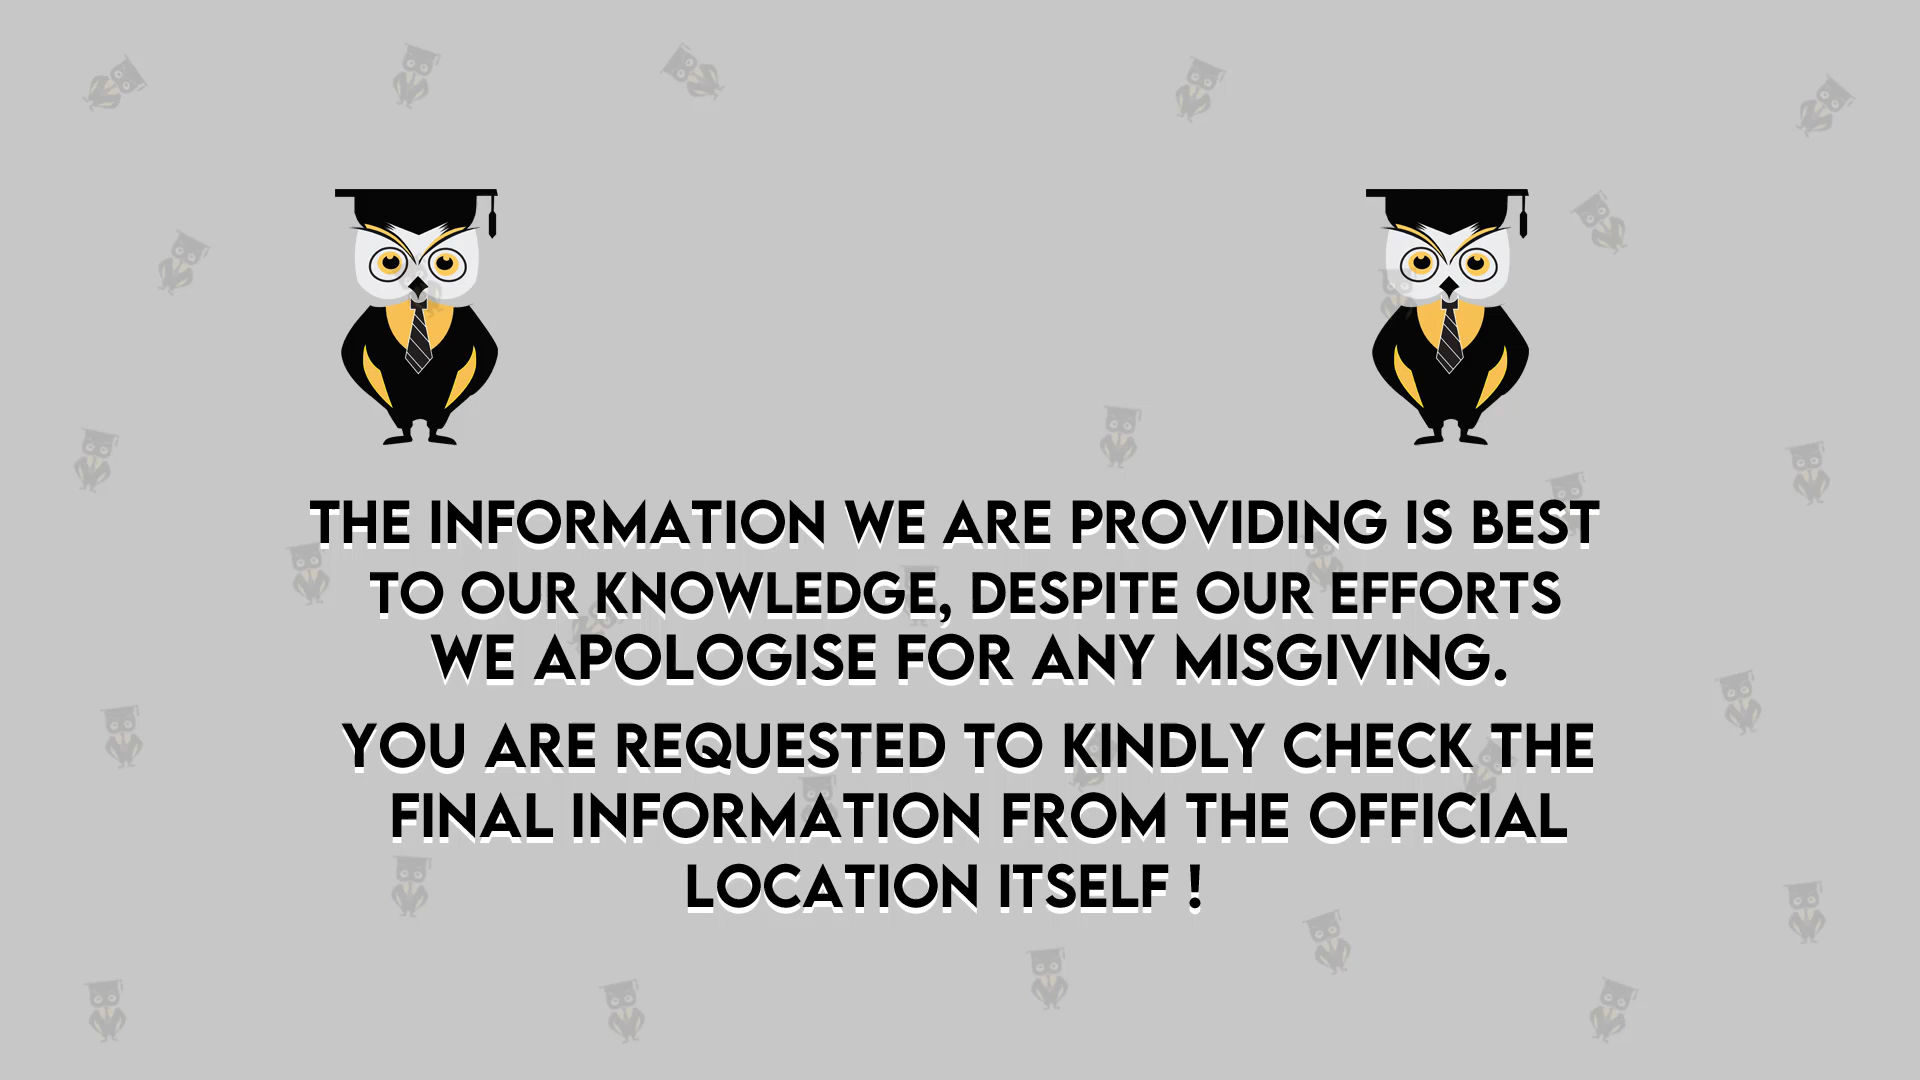 THE INFORMATION WE ARE PROVIDING IS BEST
TO OUR KNOWLEDGE, DESPITE OUR EFFORTS
WE APOLOGISE FOR ANY MISGIVING.
YOU ARE REQUESTED TO KINDLY CHECK THE
FINAL INFORMATION FROM THE OFFICIAL
LOCATION ITSELF !